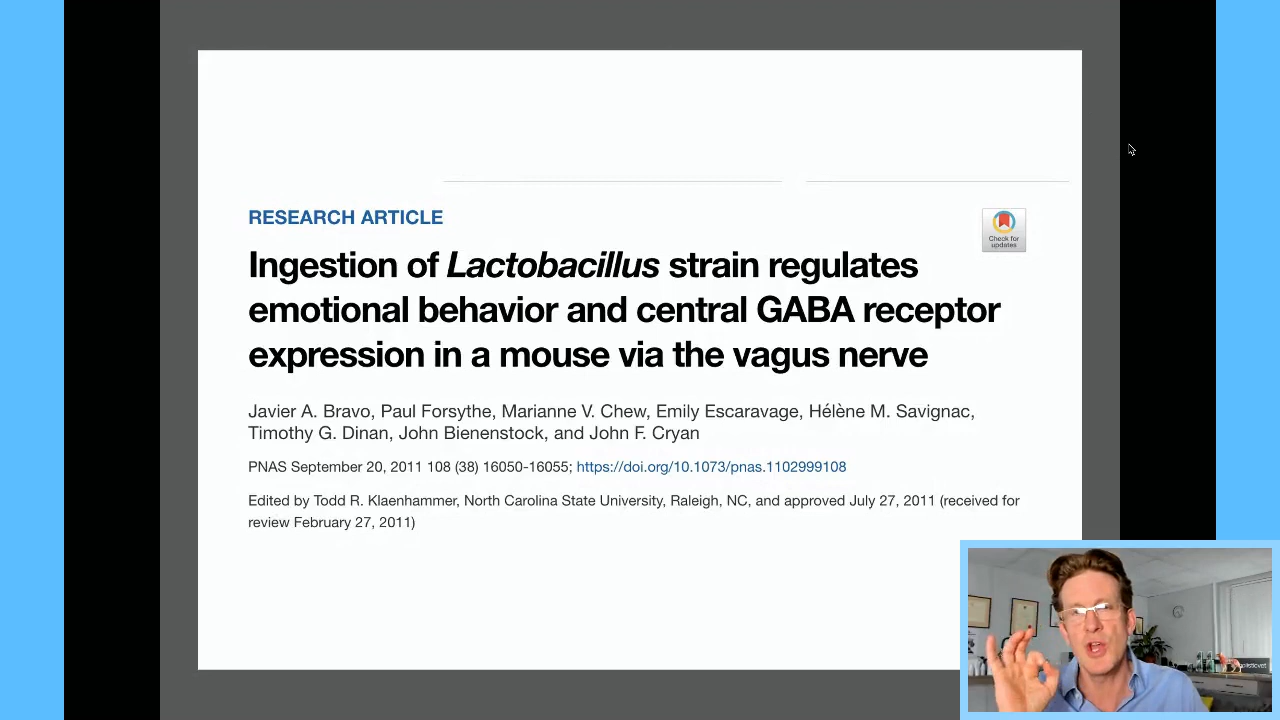 RESEARCH ARTICLE
Check for
updates
Ingestion of Lactobacillus strain regulates
emotional behavior and central GABA receptor
expression in a mouse via the vagus nerve
Javier A. Bravo, Paul Forsythe, Marianne V. Chew, Emily Escaravage, Hélène M. Savignac,
Timothy G. Dinan, John Bienenstock, and John F. Cryan
PNAS September 20, 2011 108 (38) 16050-16055; https://doi.org/10.1073/pnas.1102999108
Edited by Todd R. Klaenhammer, North Carolina State University, Raleigh, NC, and approved July 27, 2011 (received for
review February 27, 2011)